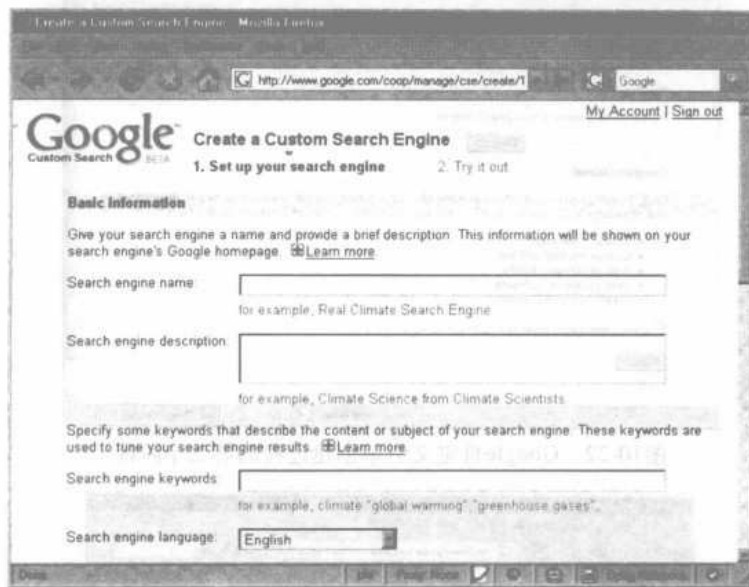 Create a Custom Search Engine Mozilla Firefox
http://www.google.com/coop/manage/cse/create/1
Google
My Account | Sign out
Google
Custom Search BETA
Create a Custom Search Engine
1. Set up your search engine 2. Try it out
Basic Information
Give your search engine a name and provide a brief description. This information will be shown on your
search engine's Google homepage. Learn more
Search engine name:
for example, Real Climate Search Engine
Search engine description:
for example, Climate Science from Climate Scientists
Specify some keywords that describe the content or subject of your search engine. These keywords are
used to tune your search engine results. Learn more
Search engine keywords
for example, climate "global warming" "greenhouse gases".
Search engine language: English
Done